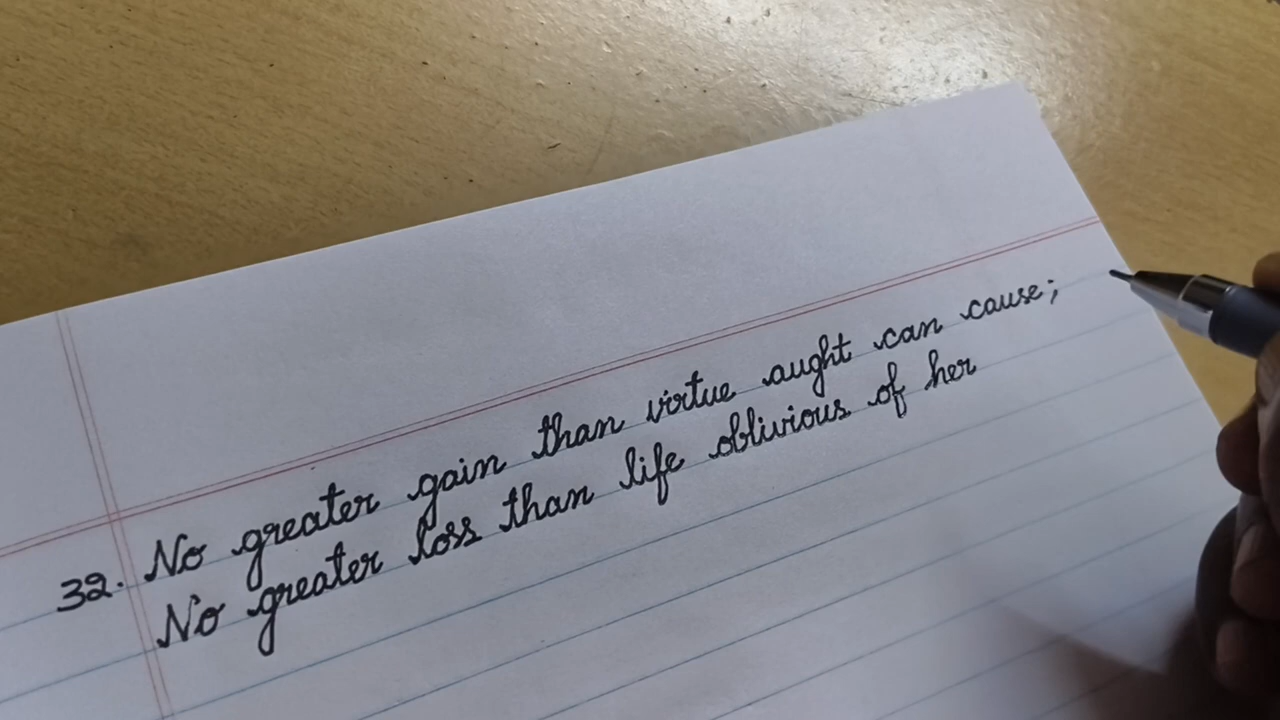 32. No greater gain than virtue aught can cause;
No greater loss than life oblivious of her